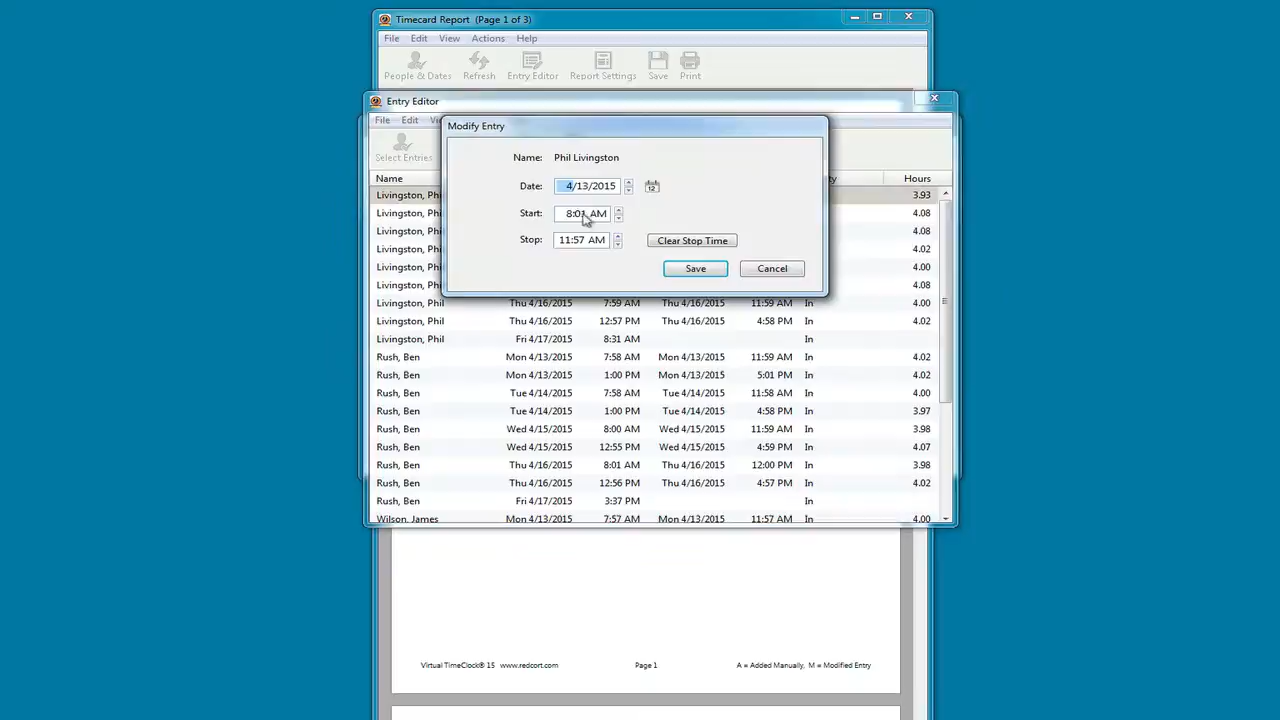 Timecard Report (Page 1 of 3)
File Edit View Actions Help
People & Dates Refresh Entry Editor Report Settings Save Print
Entry Editor
File Edit
Modify Entry
Select Entries
Name: Phil Livingston
Date: 4/13/2015 12
Start: 8:01 AM
Stop: 11:57 AM Clear Stop Time
Save Cancel
Name Hours
Livingston, Phi 3.93
Livingston, Phi 4.08
Livingston, Phi 4.08
Livingston, Phi 4.02
Livingston, Phi 4.00
Livingston, Phi 4.08
Livingston, Phil Thu 4/16/2015 7:59 AM Thu 4/16/2015 11:59 AM In 4.00
Livingston, Phil Thu 4/16/2015 12:57 PM Thu 4/16/2015 4:58 PM In 4.02
Livingston, Phil Fri 4/17/2015 8:31 AM In
Rush, Ben Mon 4/13/2015 7:58 AM Mon 4/13/2015 11:59 AM In 4.02
Rush, Ben Mon 4/13/2015 1:00 PM Mon 4/13/2015 5:01 PM In 4.02
Rush, Ben Tue 4/14/2015 7:58 AM Tue 4/14/2015 11:58 AM In 4.00
Rush, Ben Tue 4/14/2015 1:00 PM Tue 4/14/2015 4:58 PM In 3.97
Rush, Ben Wed 4/15/2015 8:00 AM Wed 4/15/2015 11:59 AM In 3.98
Rush, Ben Wed 4/15/2015 12:55 PM Wed 4/15/2015 4:59 PM In 4.07
Rush, Ben Thu 4/16/2015 8:01 AM Thu 4/16/2015 12:00 PM In 3.98
Rush, Ben Thu 4/16/2015 12:56 PM Thu 4/16/2015 4:57 PM In 4.02
Rush, Ben Fri 4/17/2015 3:37 PM In
Wilson, James Mon 4/13/2015 7:57 AM Mon 4/13/2015 11:57 AM In 4.00
Virtual TimeClock® 15 www.redcort.com Page 1 A = Added Manually, M = Modified Entry